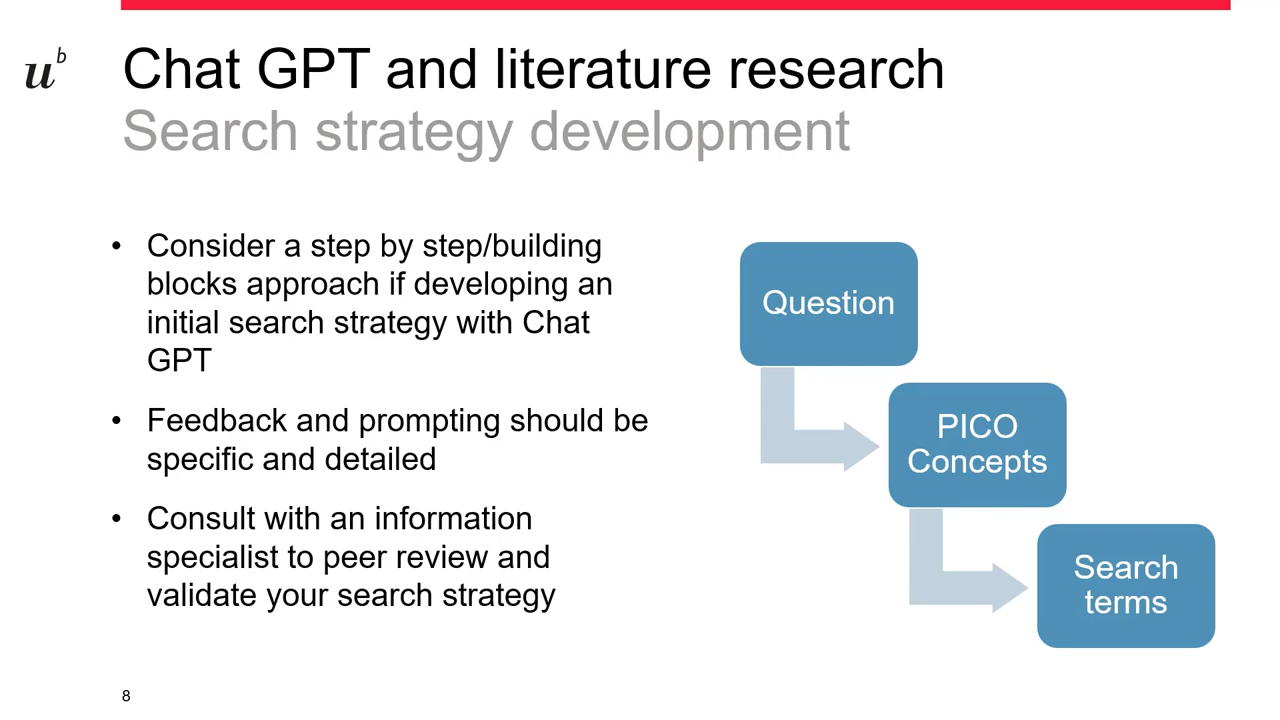 u b
Chat GPT and literature research
Search strategy development
• Consider a step by step/building
blocks approach if developing an
initial search strategy with Chat
GPT
• Feedback and prompting should be
specific and detailed
• Consult with an information
specialist to peer review and
validate your search strategy
Question
PICO
Concepts
Search
terms
8